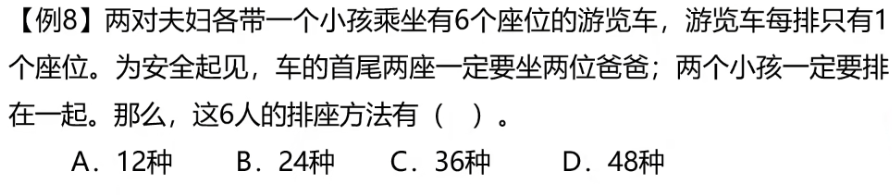 【例8】两对夫妇各带一个小孩乘坐有6个座位的游览车，游览车每排只有1
个座位。为安全起见，车的首尾两座一定要坐两位爸爸；两个小孩一定要排
在一起。那么，这6人的排座方法有（ ）。
A．12种 B．24种 C．36种 D．48种